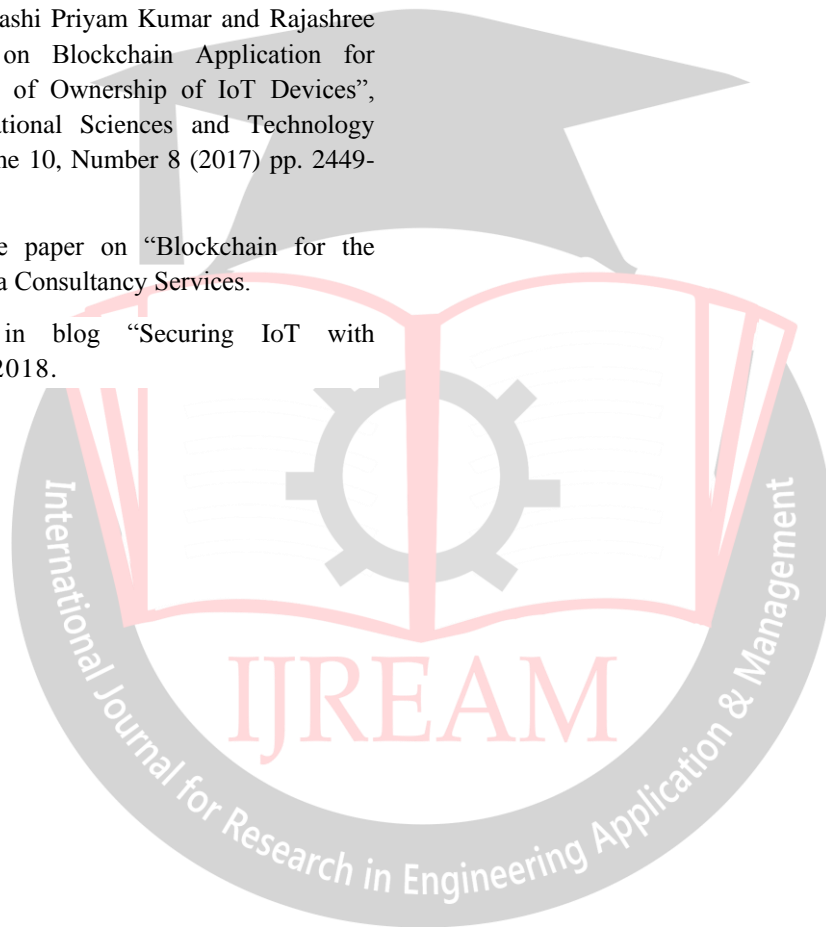 ashi Priyam Kumar and Rajashree
on Blockchain Application for
of Ownership of IoT Devices”,
ational Sciences and Technology
ne 10, Number 8 (2017) pp. 2449-
e paper on “Blockchain for the
a Consultancy Services.
in blog “Securing IoT with
2018.
IJREAM
International Journal for Research in Engineering Application & Management